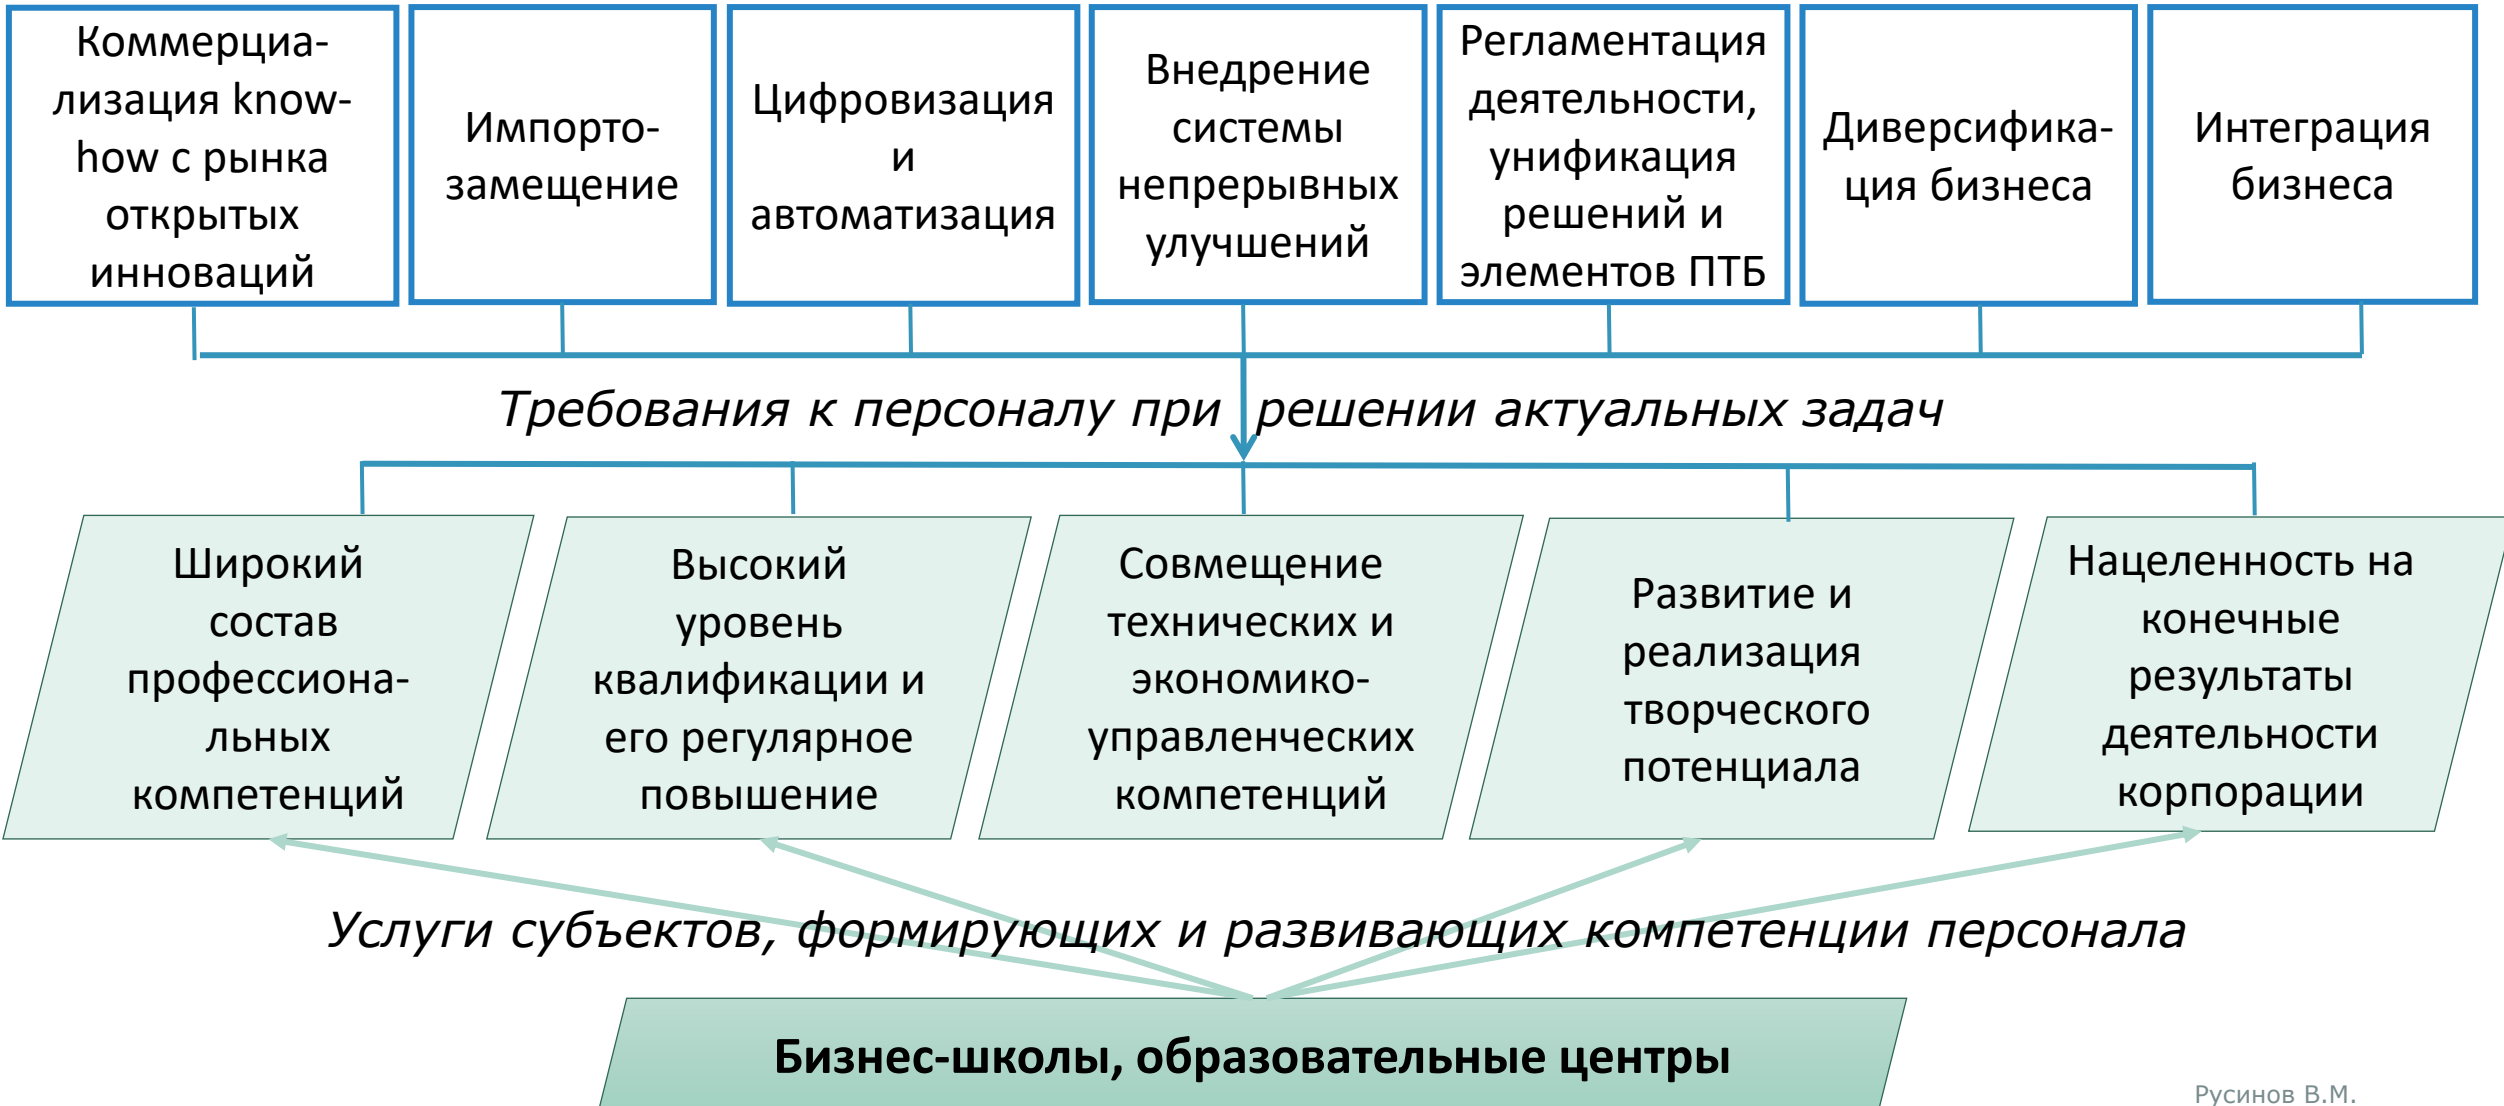 Коммерциа-
лизация know-
how с рынка
открытых
инноваций
Импорто-
замещение
Цифровизация
и
автоматизация
Внедрение
системы
непрерывных
улучшений
Регламентация
деятельности,
унификация
решений и
элементов ПТБ
Диверсифика-
ция бизнеса
Интеграция
бизнеса
Требования к персоналу при решении актуальных задач
Широкий
состав
профессиона-
льных
компетенций
Высокий
уровень
квалификации и
его регулярное
повышение
Совмещение
технических и
экономико-
управленческих
компетенций
Развитие и
реализация
творческого
потенциала
Нацеленность на
конечные
результаты
деятельности
корпорации
Услуги субъектов, формирующих и развивающих компетенции персонала
Бизнес-школы, образовательные центры
Русинов В.М.